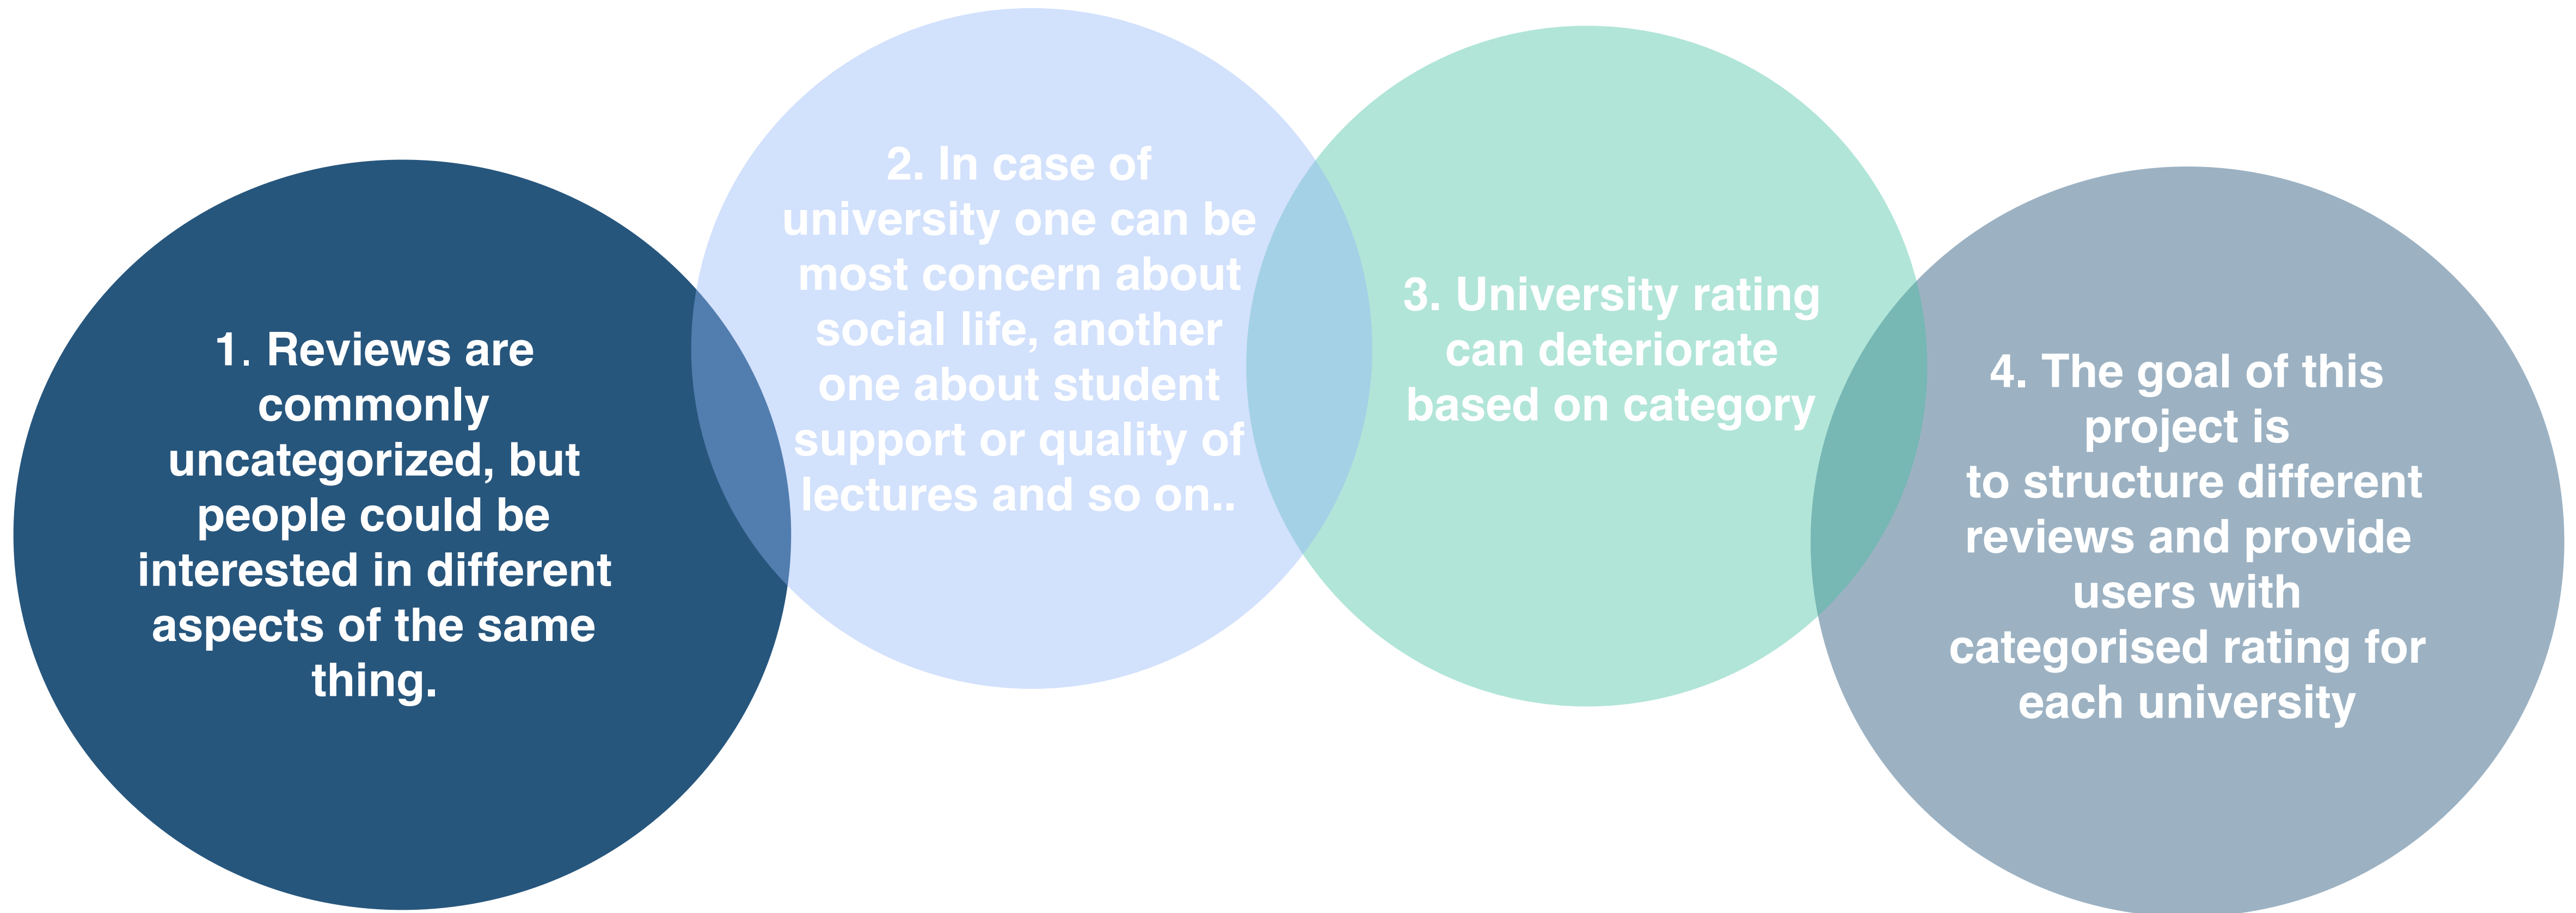 1. Reviews are
commonly
uncategorized, but
people could be
interested in different
aspects of the same
thing.
2. In case of
university one can be
most concern about
social life, another
one about student
support or quality of
lectures and so on..
3. University rating
can deteriorate
based on category
4. The goal of this
project is
to structure different
reviews and provide
users with
categorised rating for
each university